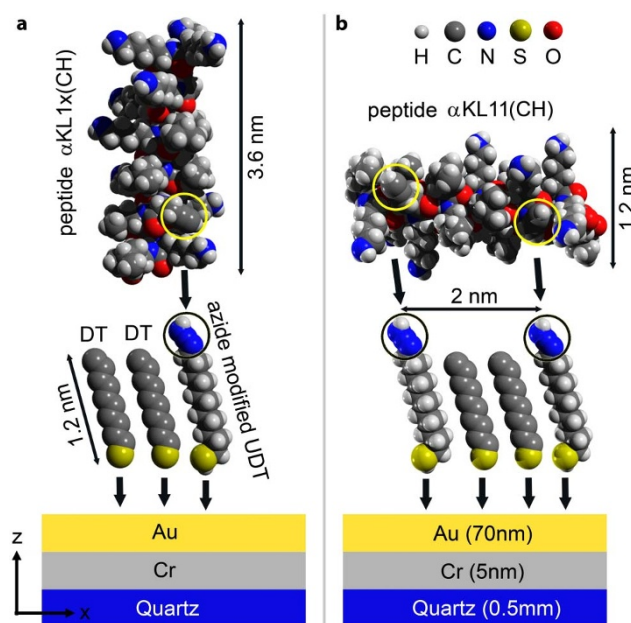 a
peptide αKL1x(CH)
3.6 nm
DT DT
1.2 nm
azide modified UDT
Au
Cr
Quartz
z
x
b
H C N S O
peptide αKL11(CH)
1.2 nm
2 nm
Au (70nm)
Cr (5nm)
Quartz (0.5mm)